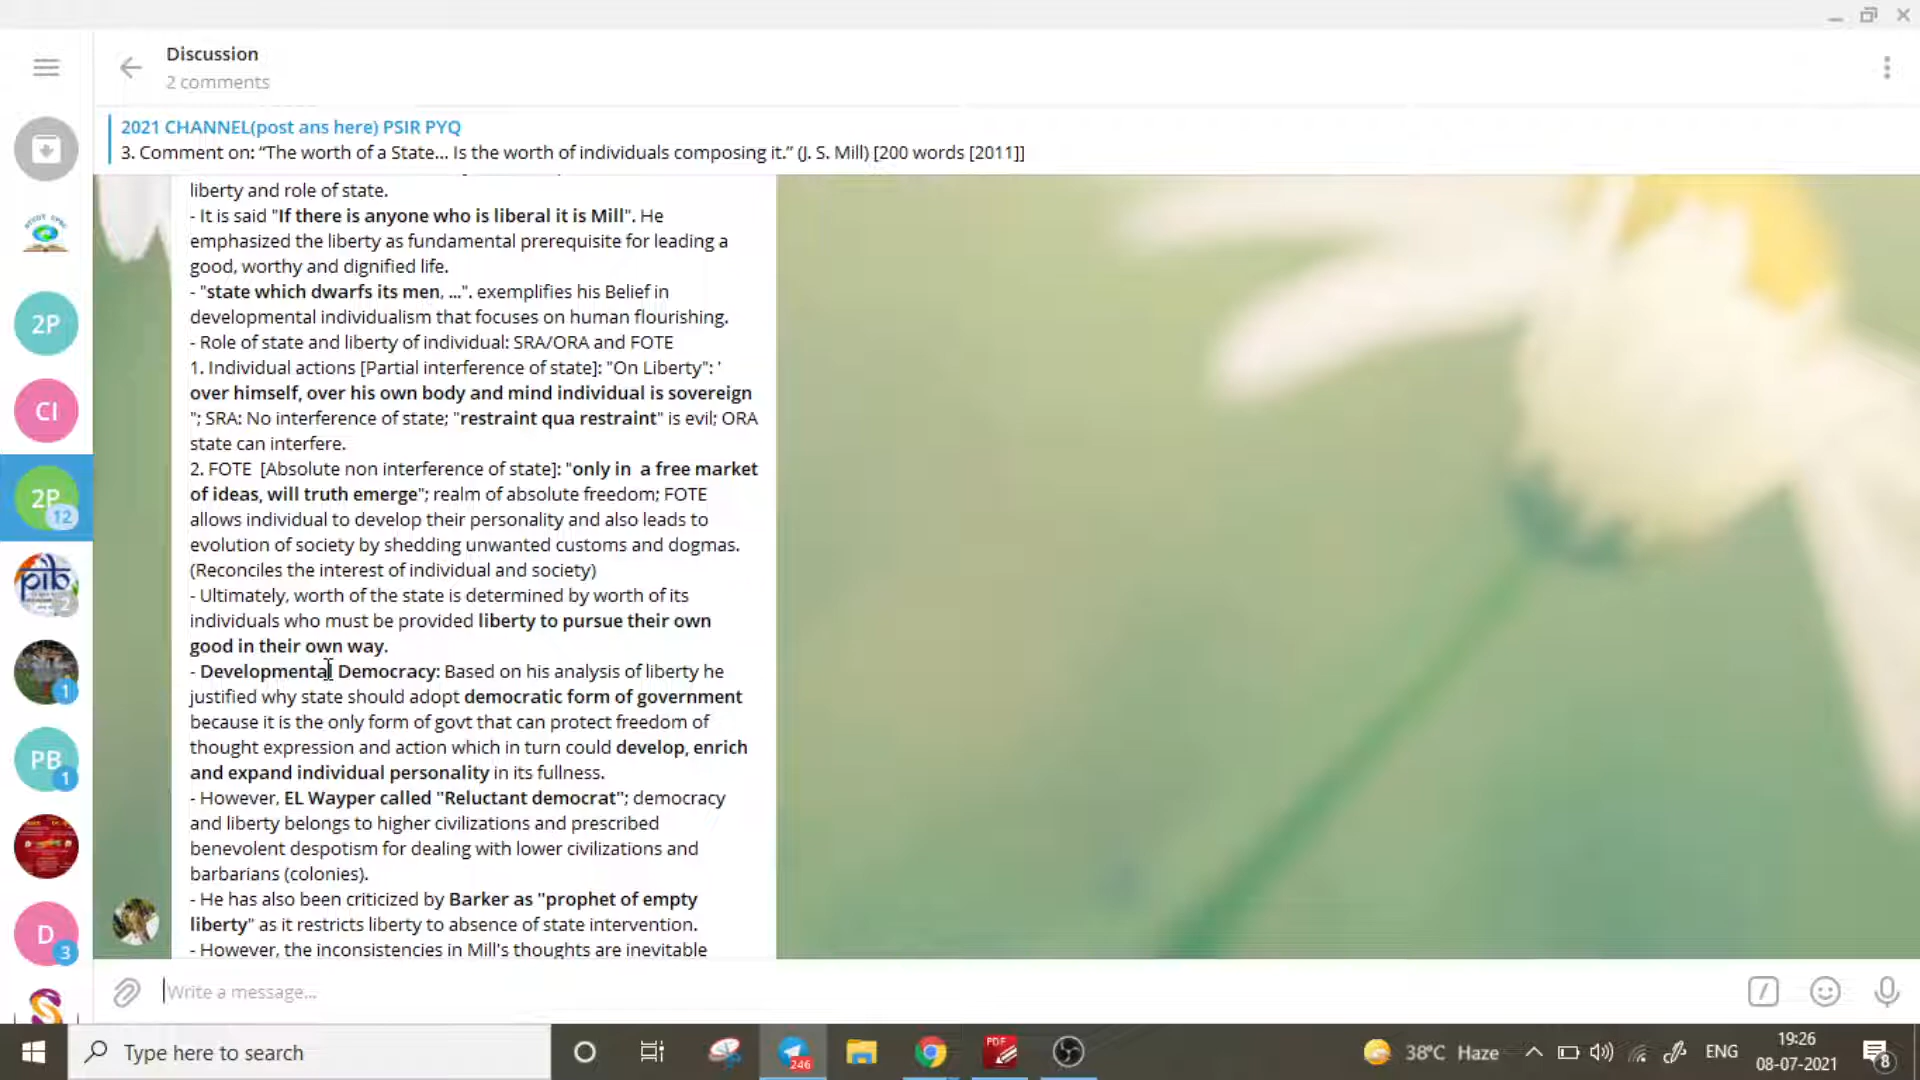 Discussion
2 comments
2021 CHANNEL(post ans here) PSIR PYQ
3. Comment on: “The worth of a State... Is the worth of individuals composing it.” (J. S. Mill) [200 words [2011]]
liberty and role of state.
- It is said "If there is anyone who is liberal it is Mill". He
emphasized the liberty as fundamental prerequisite for leading a
good, worthy and dignified life.
- "state which dwarfs its men, ...". exemplifies his Belief in
developmental individualism that focuses on human flourishing.
- Role of state and liberty of individual: SRA/ORA and FOTE
1. Individual actions [Partial interference of state]: "On Liberty": '
over himself, over his own body and mind individual is sovereign
"; SRA: No interference of state; "restraint qua restraint" is evil; ORA
state can interfere.
2. FOTE [Absolute non interference of state]: "only in a free market
of ideas, will truth emerge"; realm of absolute freedom; FOTE
allows individual to develop their personality and also leads to
evolution of society by shedding unwanted customs and dogmas.
(Reconciles the interest of individual and society)
- Ultimately, worth of the state is determined by worth of its
individuals who must be provided liberty to pursue their own
good in their own way.
- Developmental Democracy: Based on his analysis of liberty he
justified why state should adopt democratic form of government
because it is the only form of govt that can protect freedom of
thought expression and action which in turn could develop, enrich
and expand individual personality in its fullness.
- However, EL Wayper called "Reluctant democrat"; democracy
and liberty belongs to higher civilizations and prescribed
benevolent despotism for dealing with lower civilizations and
barbarians (colonies).
- He has also been criticized by Barker as "prophet of empty
liberty" as it restricts liberty to absence of state intervention.
- However, the inconsistencies in Mill's thoughts are inevitable
2P
CI
2P
12
pib
2
1
PB
1
D
3
S
Write a message...
Type here to search
246
PDF
38°C Haze
ENG
19:26
08-07-2021
8